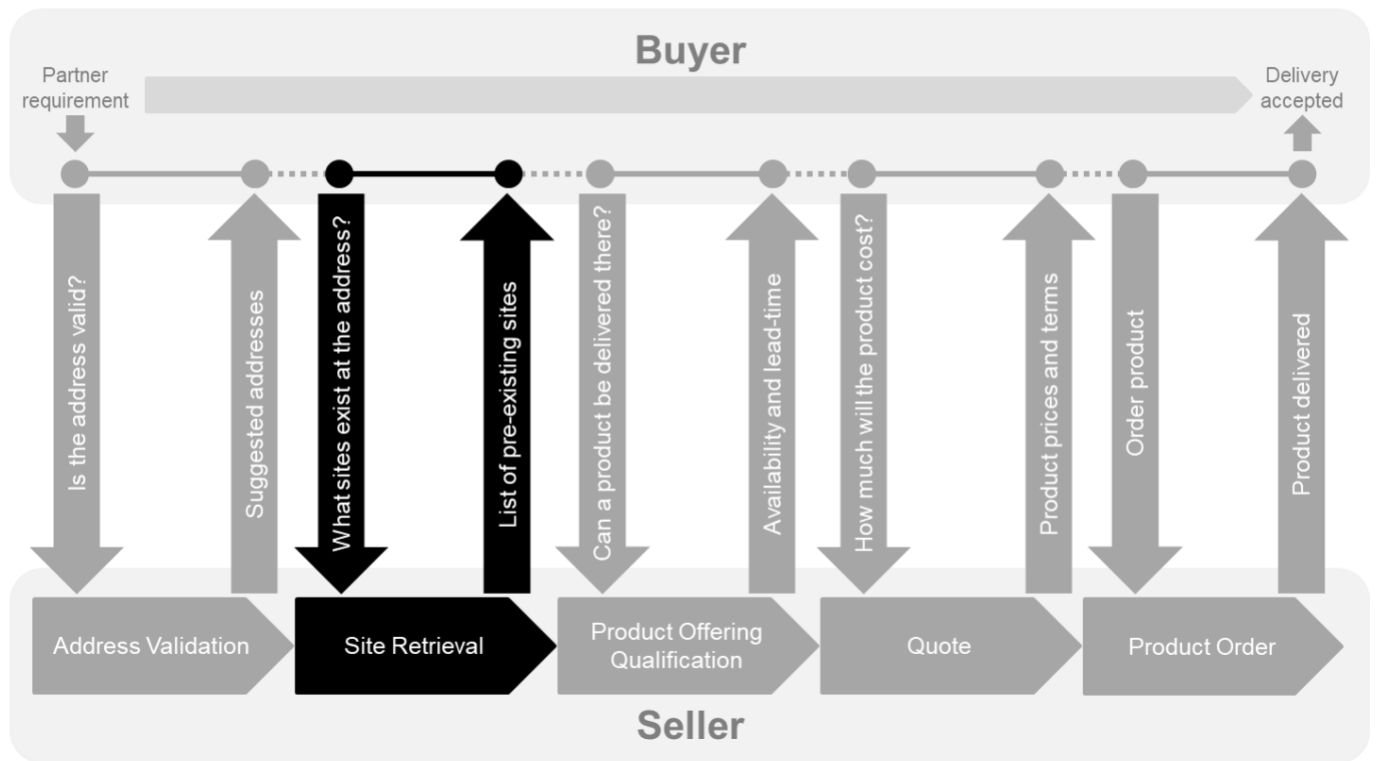 Buyer
Partner
requirement
Delivery
accepted
Is the address valid?
Suggested addresses
What sites exist at the address?
List of pre-existing sites
Can a product be delivered there?
Availability and lead-time
How much will the product cost?
Product prices and terms
Order product
Product delivered
Address Validation
Site Retrieval
Product Offering
Qualification
Quote
Product Order
Seller